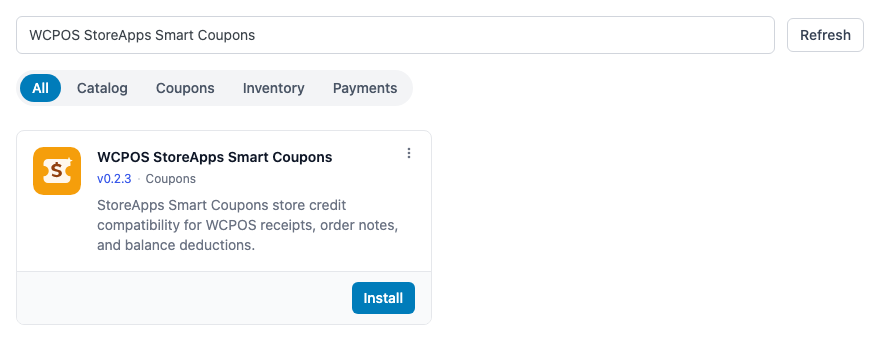 WCPOS StoreApps Smart Coupons
Refresh
All
Catalog
Coupons
Inventory
Payments
$
WCPOS StoreApps Smart Coupons
v0.2.3 · Coupons
StoreApps Smart Coupons store credit
compatibility for WCPOS receipts, order notes,
and balance deductions.
Install